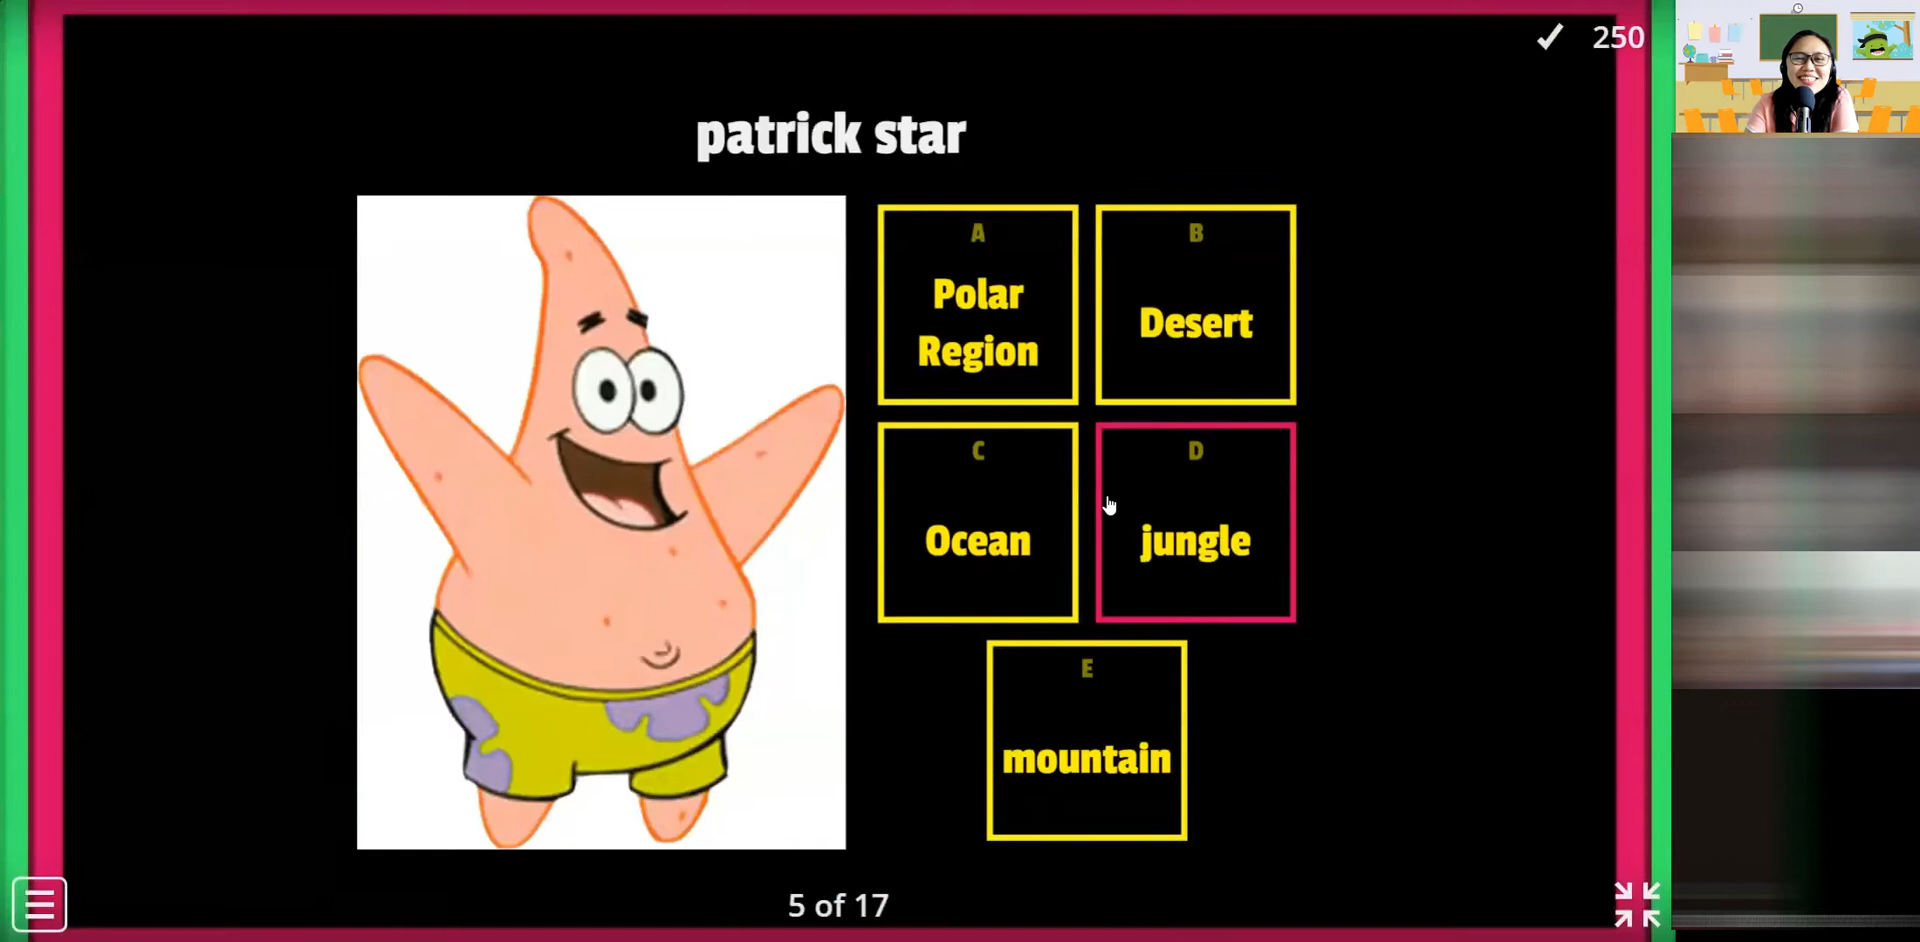 250
patrick star
A
Polar
Region
B
Desert
C
Ocean
D
jungle
E
mountain
5 of 17